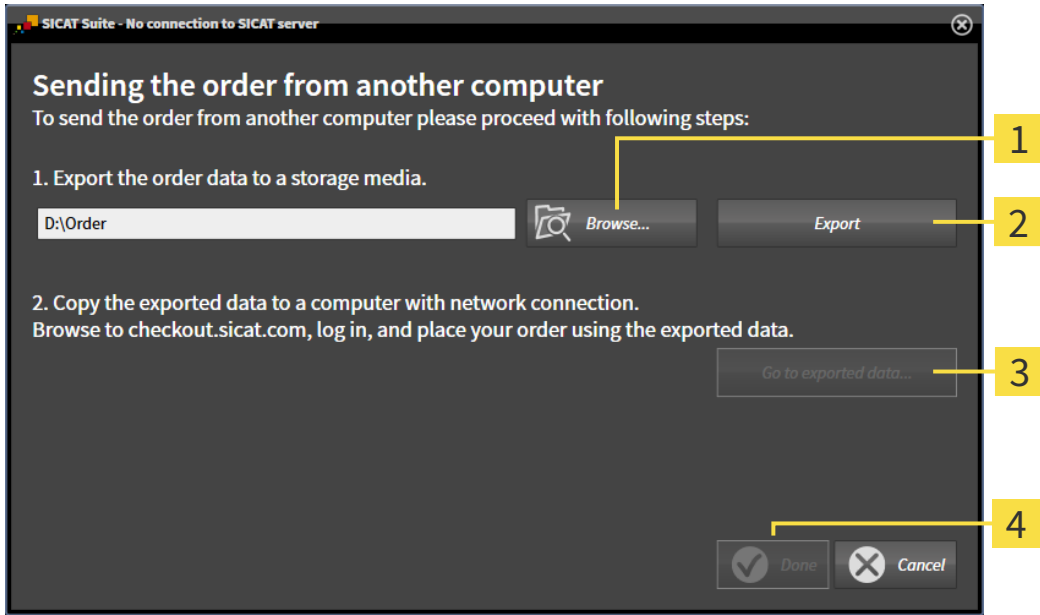 SICAT Suite - No connection to SICAT server
Sending the order from another computer
To send the order from another computer please proceed with following steps:
1
1. Export the order data to a storage media.
D:\Order
Browse...
Export
2
2. Copy the exported data to a computer with network connection.
Browse to checkout.sicat.com, log in, and place your order using the exported data.
Go to exported data...
3
4
Done
Cancel